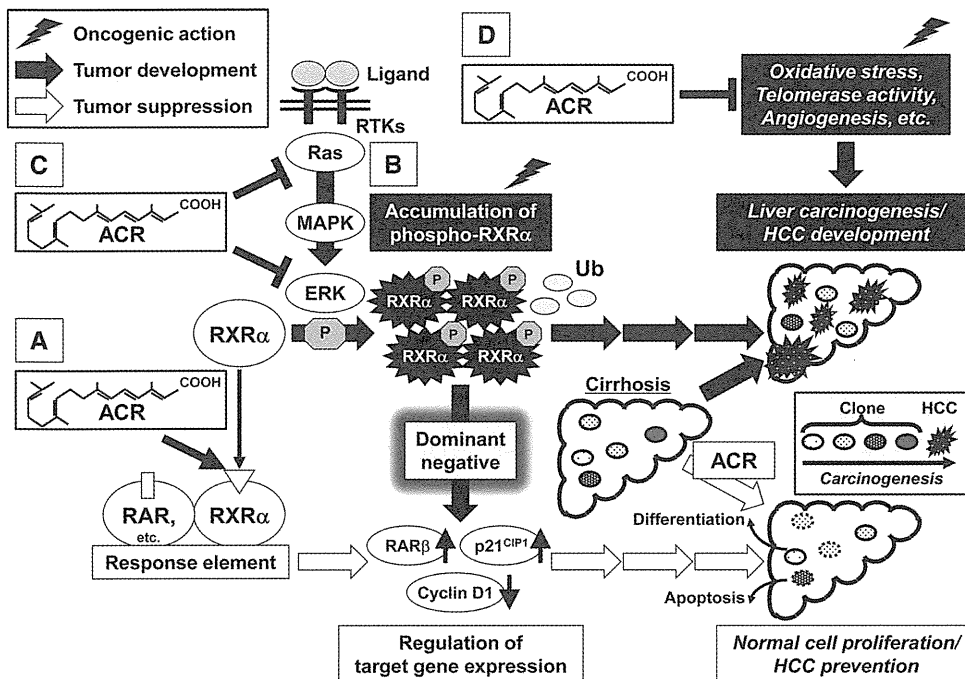 Oncogenic action
Tumor development
Tumor suppression
Ligand
RTKs
Ras
MAPK
ERK
C
COOH
ACR
B
Accumulation of
phospho-RXRα
D
COOH
ACR
Oxidative stress,
Telomerase activity,
Angiogenesis, etc.
Liver carcinogenesis/
HCC development
A
COOH
ACR
RXRα
P
P
RXRα
P
RXRα
P
RXRα
P
RXRα
Ub
Dominant
negative
RAR,
etc.
RXRα
Response element
RARβ
p21CIP1
Cyclin D1
Regulation of
target gene expression
Cirrhosis
ACR
Clone
HCC
Carcinogenesis
Differentiation
Apoptosis
Normal cell proliferation/
HCC prevention